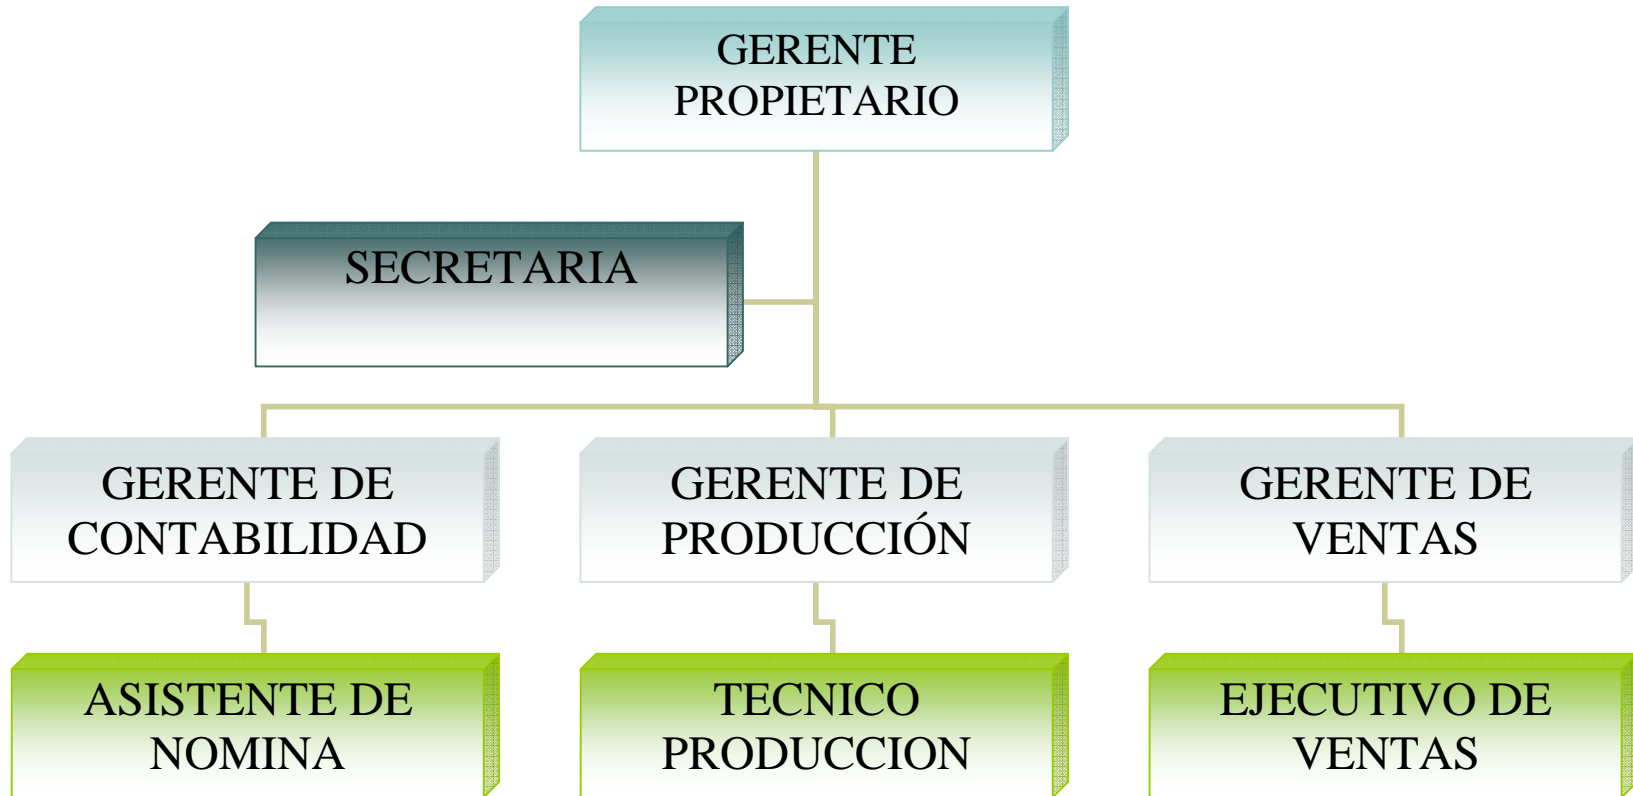 GERENTE
PROPIETARIO
SECRETARIA
GERENTE DE
CONTABILIDAD
GERENTE DE
PRODUCCIÓN
GERENTE DE
VENTAS
ASISTENTE DE
NOMINA
TECNICO
PRODUCCION
EJECUTIVO DE
VENTAS